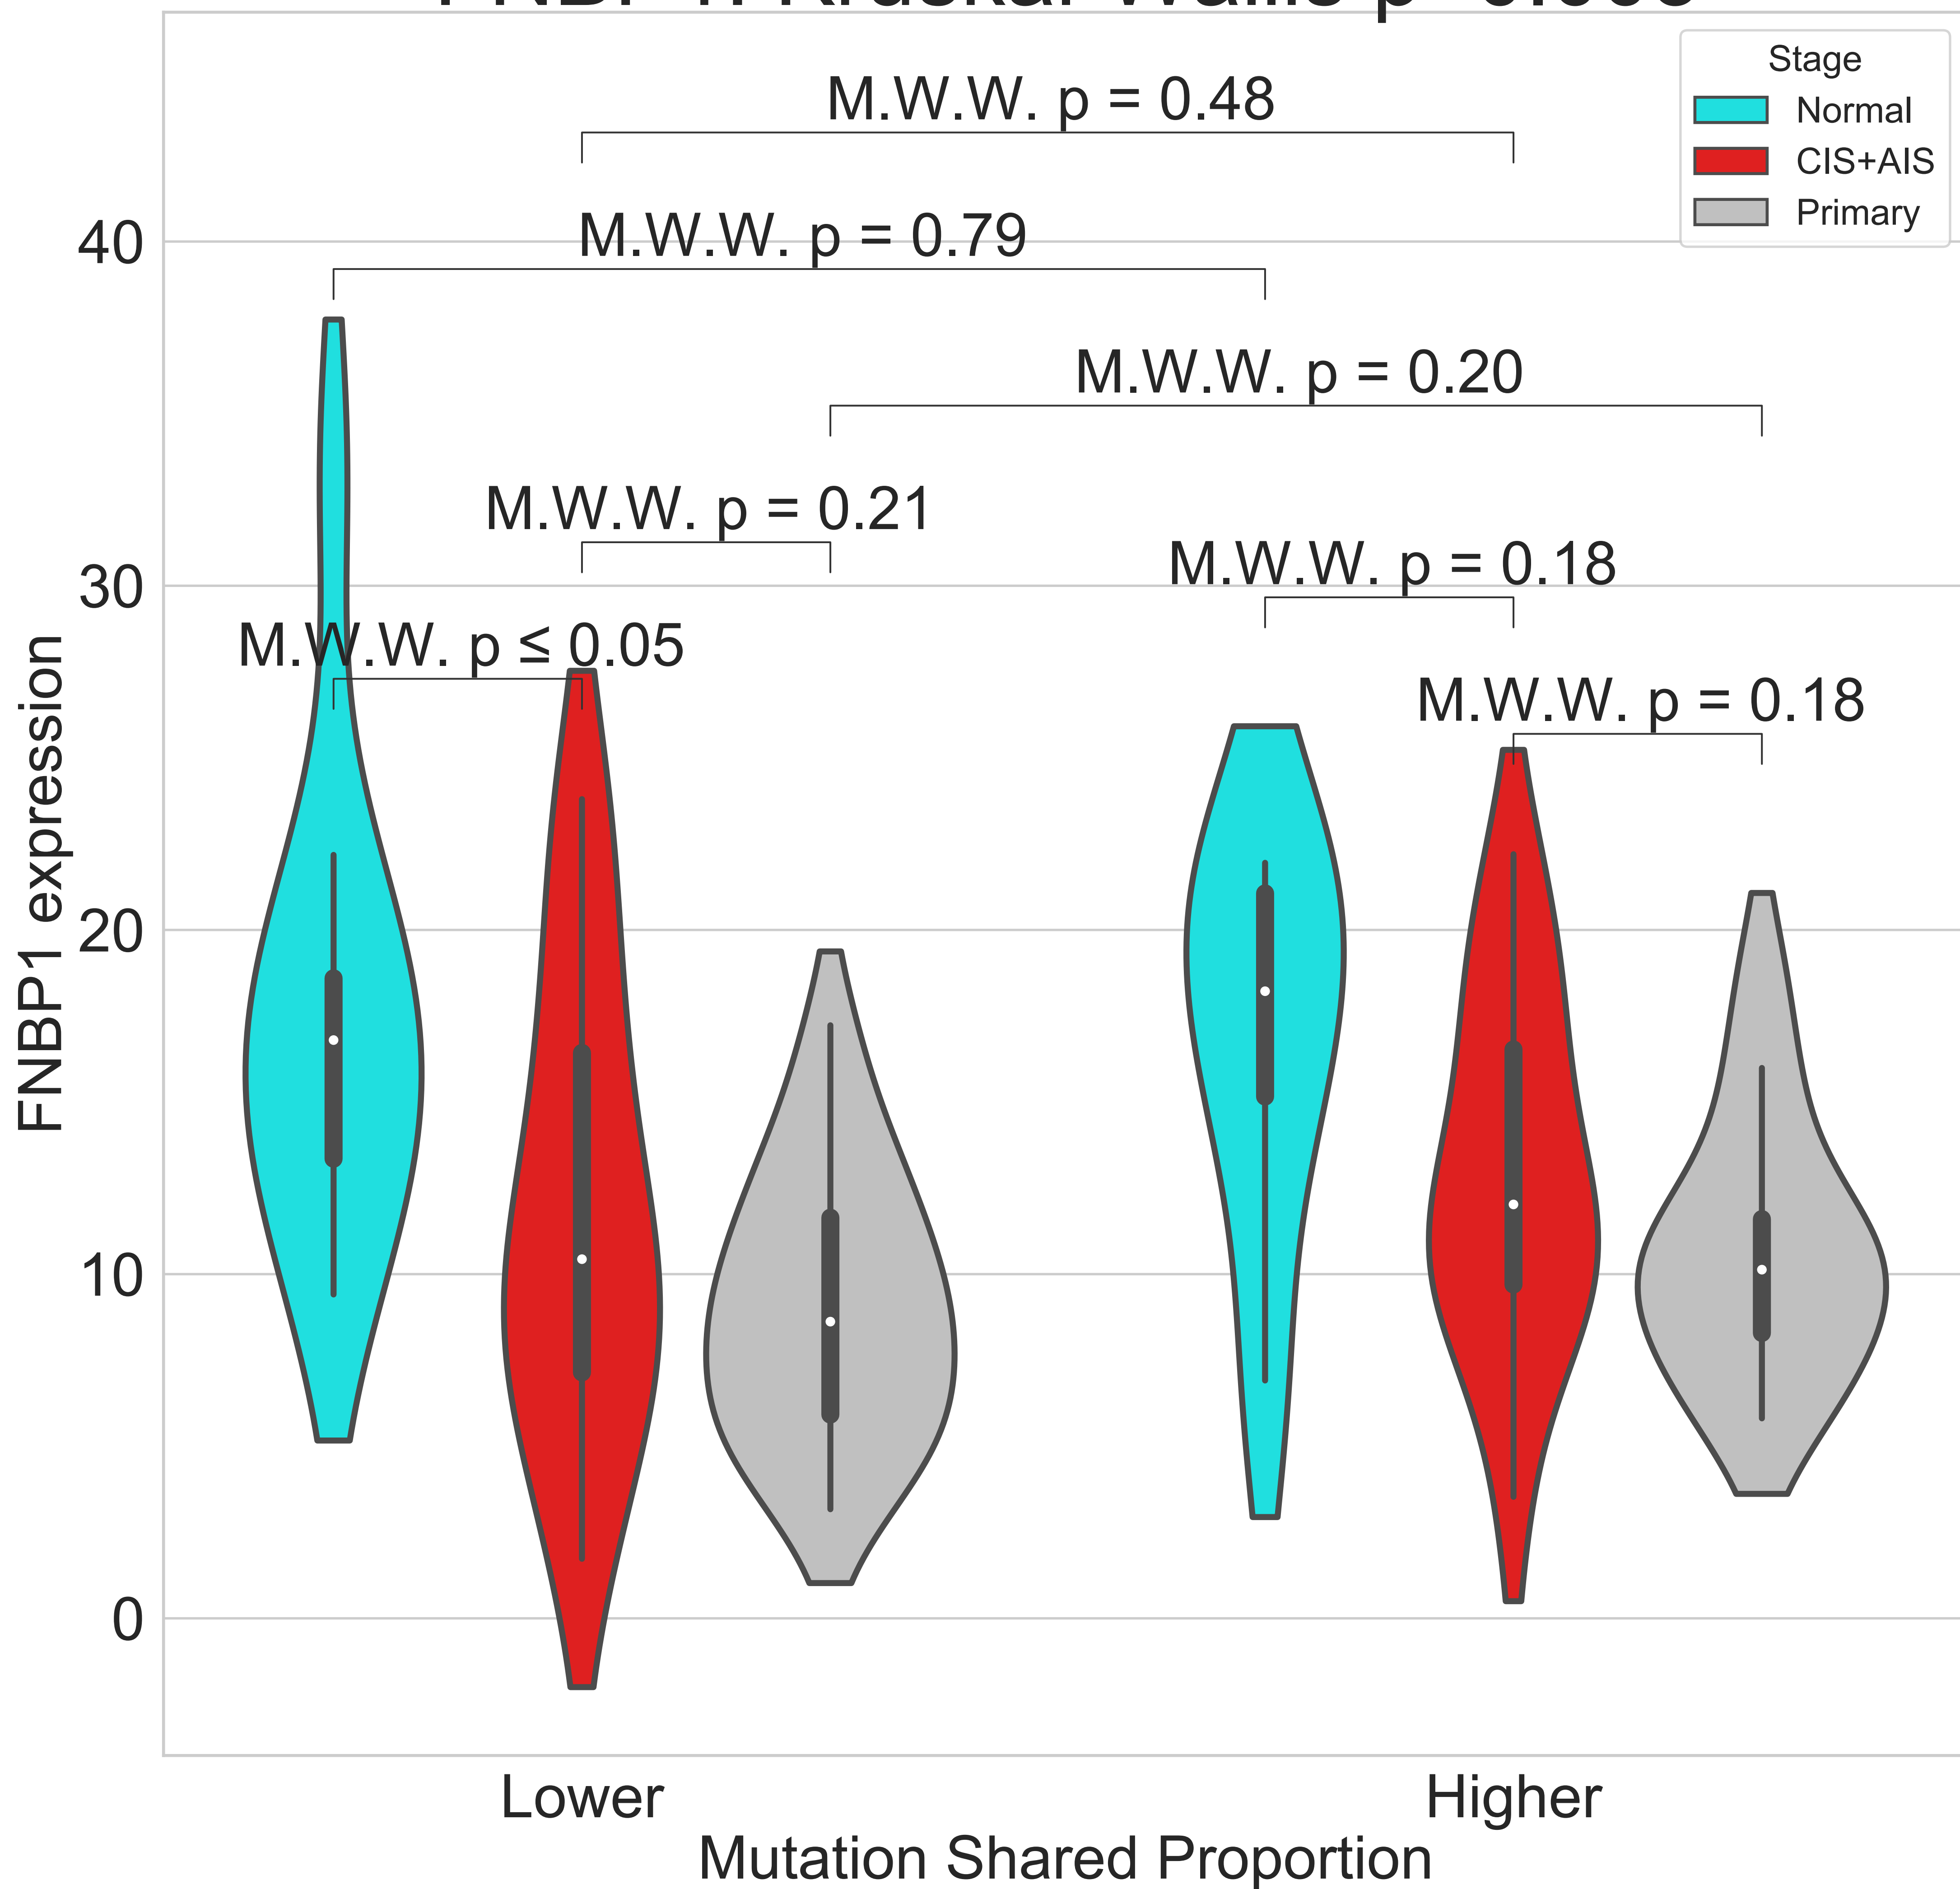 Stage
Normal
CIS+AIS
Primary
M.W.W. p = 0.48
M.W.W. p = 0.79
M.W.W. p = 0.20
M.W.W. p = 0.21
M.W.W. p = 0.18
M.W.W. p ≤ 0.05
M.W.W. p = 0.18
40
30
20
10
0
FNBP1 expression
Lower
Higher
Mutation Shared Proportion